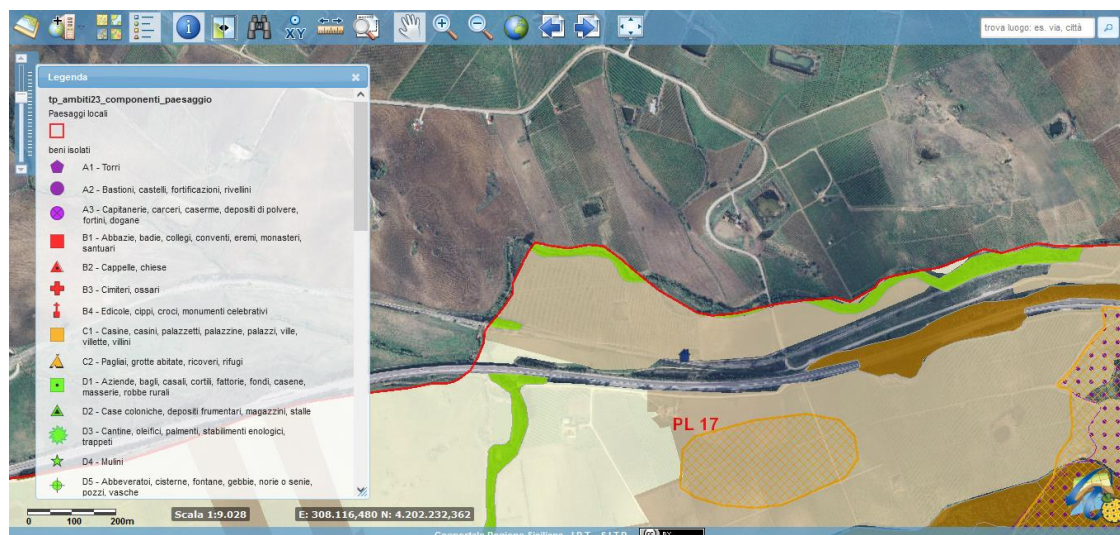 XY
trova luogo: es. via, città
Legenda
tp_ambiti23_componenti_paesaggio
Paesaggi locali
beni isolati
A1 - Torri
A2 - Bastioni, castelli, fortificazioni, rivellini
A3 - Capitanerie, carceri, caserme, depositi di polvere,
fortini, dogane
B1 - Abbazie, badie, collegi, conventi, eremi, monasteri,
santuari
B2 - Cappelle, chiese
B3 - Cimiteri, ossari
B4 - Edicole, cippi, croci, monumenti celebrativi
C1 - Casine, casini, palazzetti, palazzine, palazzi, ville,
villette, villini
C2 - Pagliai, grotte abitate, ricoveri, rifugi
D1 - Aziende, bagli, casali, cortili, fattorie, fondi, casene,
masserie, robbe rurali
D2 - Case coloniche, depositi frumentari, magazzini, stalle
D3 - Cantine, oleifici, palmenti, stabilimenti enologici,
trappeti
D4 - Mulini
D5 - Abbeveratoi, cisterne, fontane, gebbie, norie o senie,
pozzi, vasche
PL 17
0 100 200m
Scala 1:9.028
E: 308.116,480 N: 4.202.232,362
Geoportale Regione Siciliana